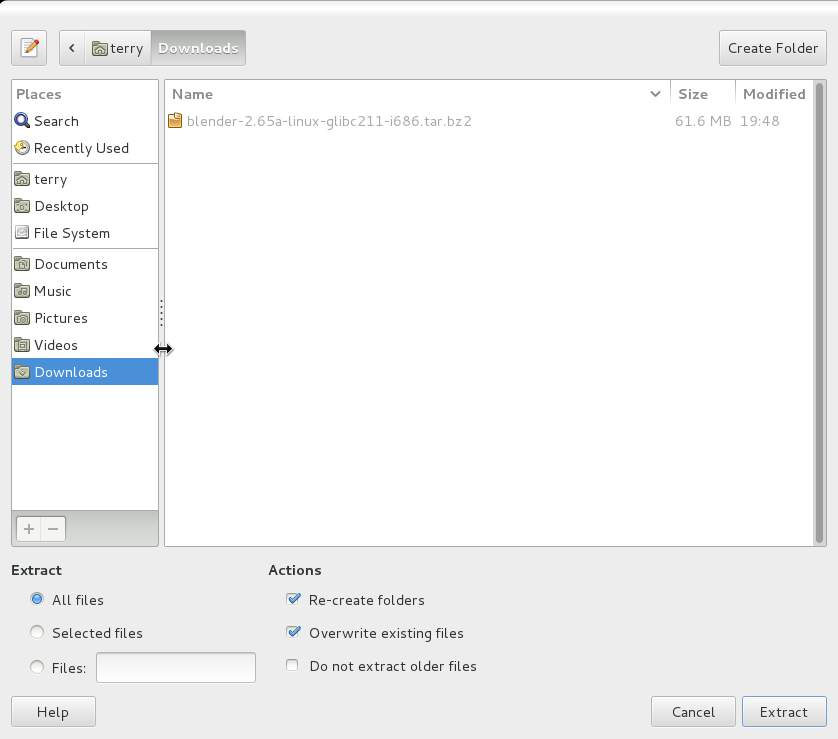 terry Downloads Create Folder
Places
Search
Recently Used
terry
Desktop
File System
Documents
Music
Pictures
Videos
Downloads
Name Size Modified
blender-2.65a-linux-glibc211-i686.tar.bz2 61.6 MB 19:48
Extract
All files
Selected files
Files:
Actions
Re-create folders
Overwrite existing files
Do not extract older files
Help Cancel Extract